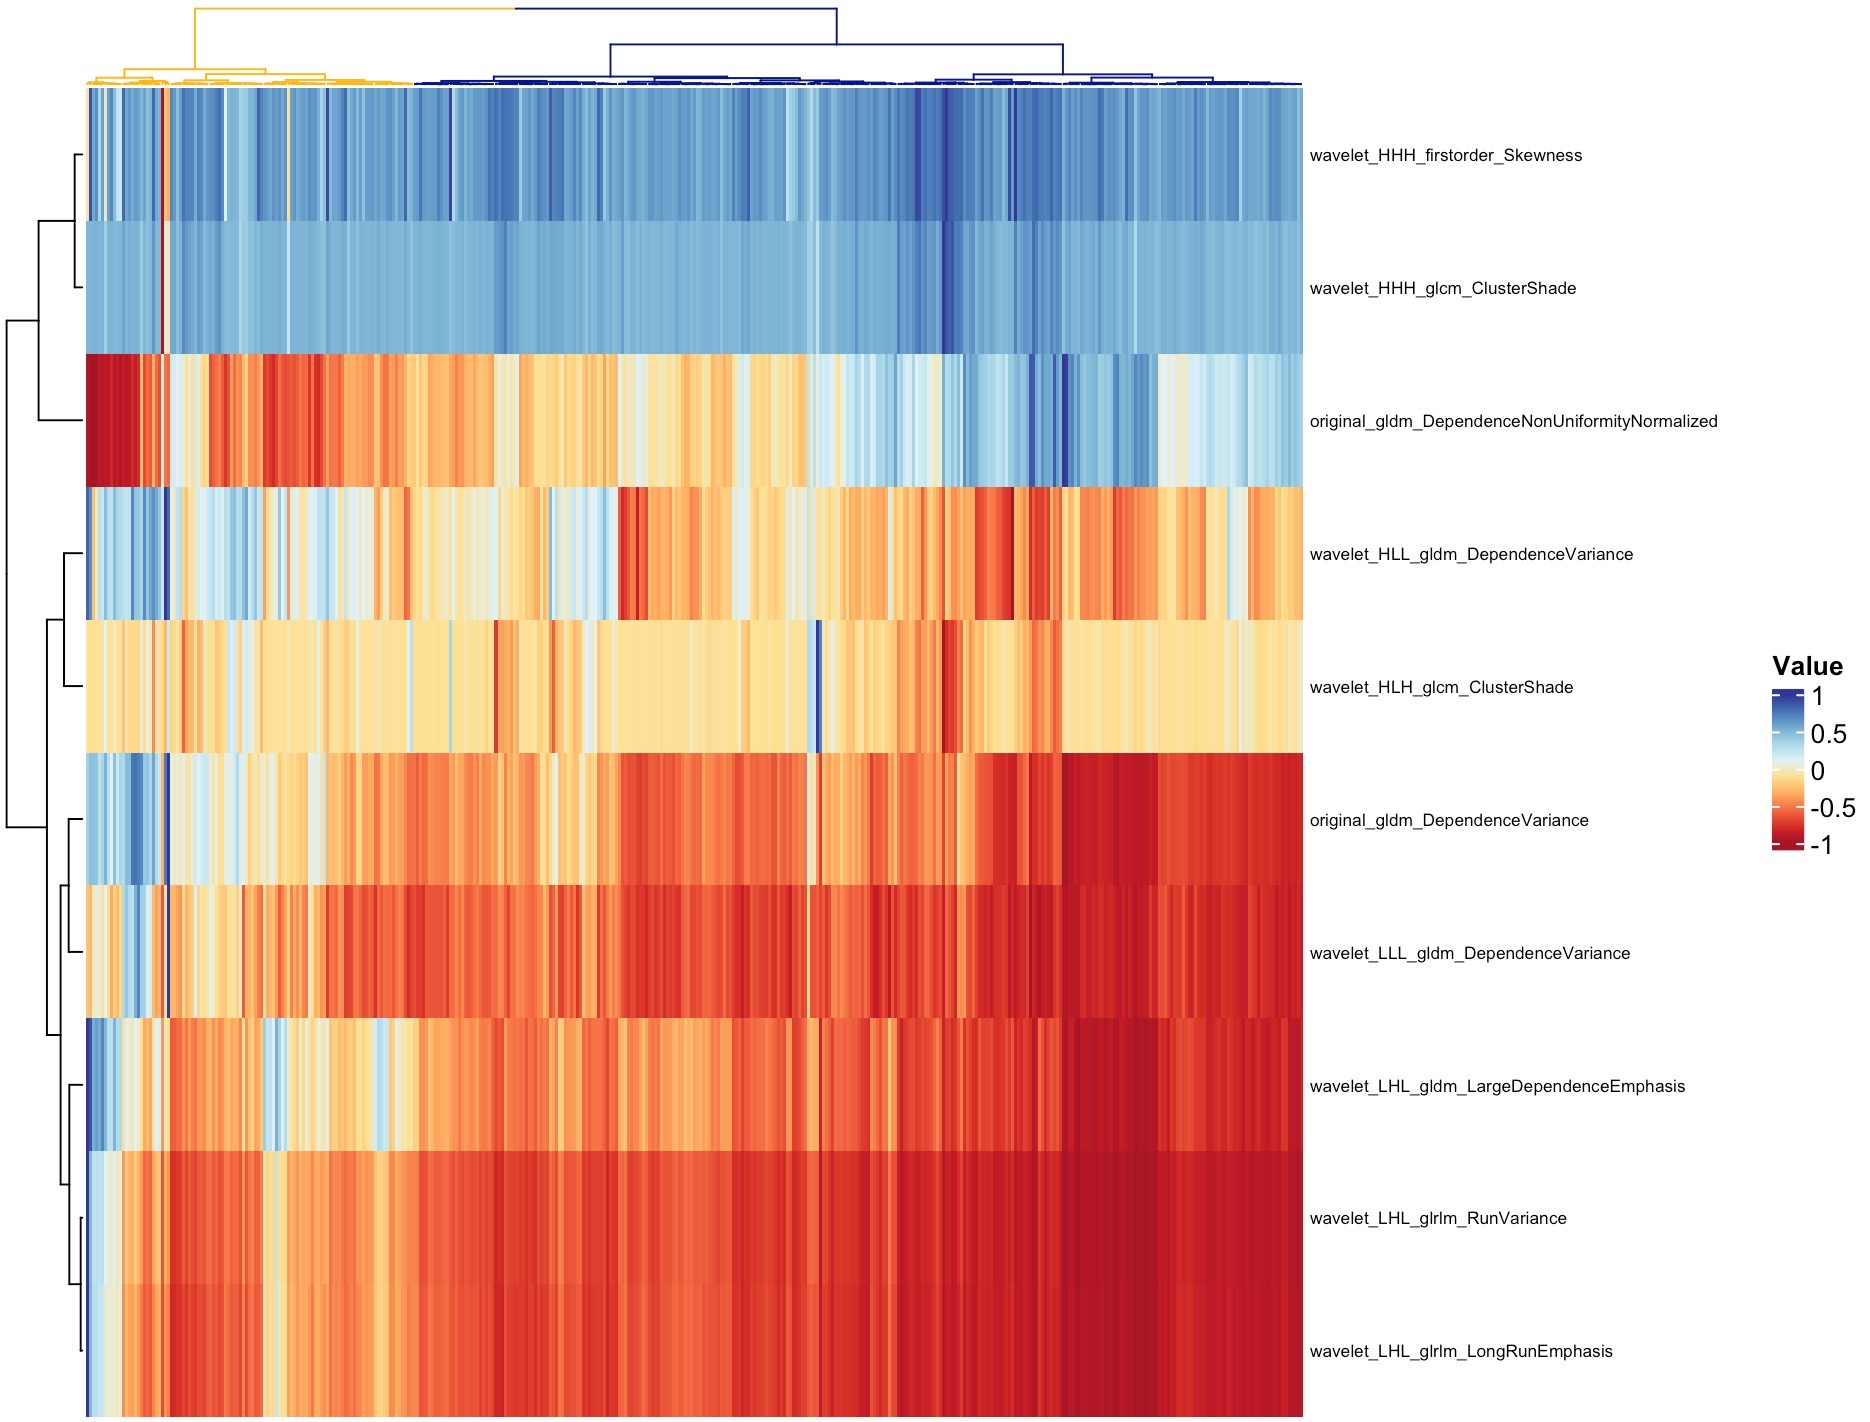 wavelet_HHH_firstorder_Skewness
wavelet_HHH_glcm_ClusterShade
original_gldm_DependenceNonUniformityNormalized
wavelet_HLL_gldm_DependenceVariance
wavelet_HLH_glcm_ClusterShade
original_gldm_DependenceVariance
wavelet_LLL_gldm_DependenceVariance
wavelet_LHL_gldm_LargeDependenceEmphasis
wavelet_LHL_glrlm_RunVariance
wavelet_LHL_glrlm_LongRunEmphasis
Value
1
0.5
0
-0.5
-1